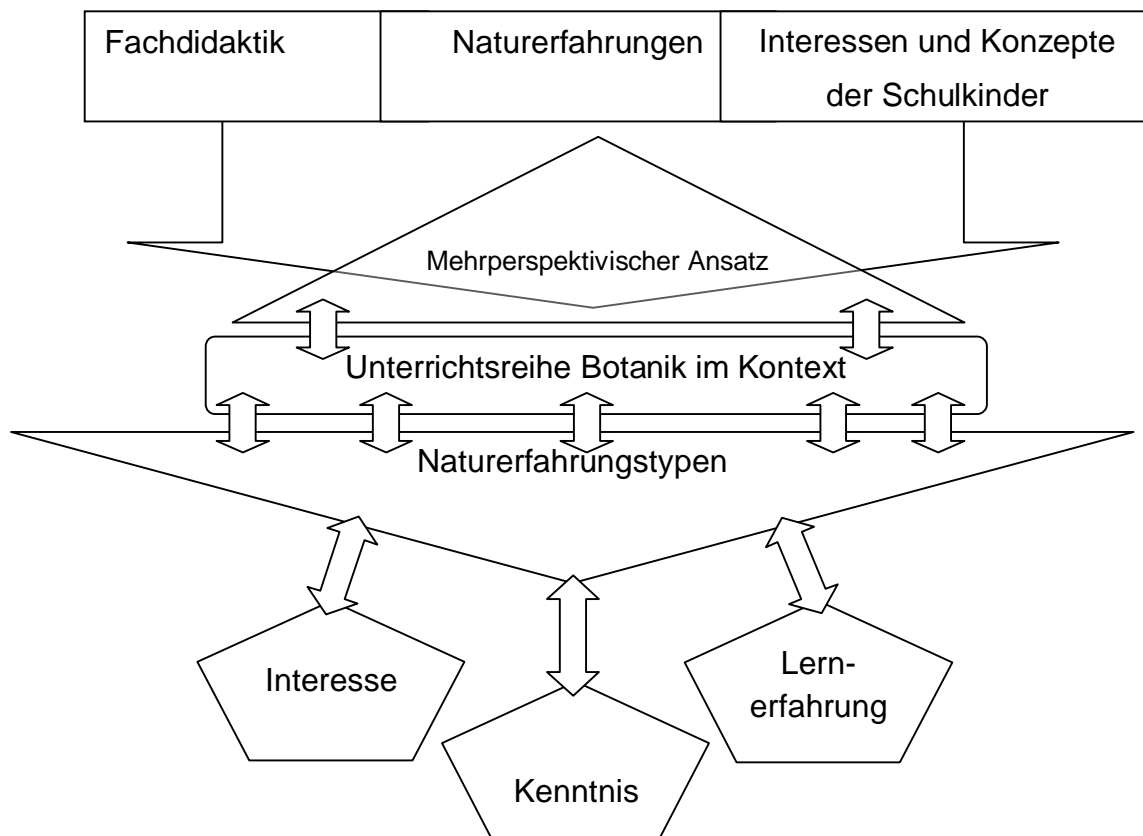 Fachdidaktik
Naturerfahrungen
Interessen und Konzepte
der Schulkinder
Mehrperspektivischer Ansatz
Unterrichtsreihe Botanik im Kontext
Naturerfahrungstypen
Interesse
Kenntnis
Lern-
erfahrung